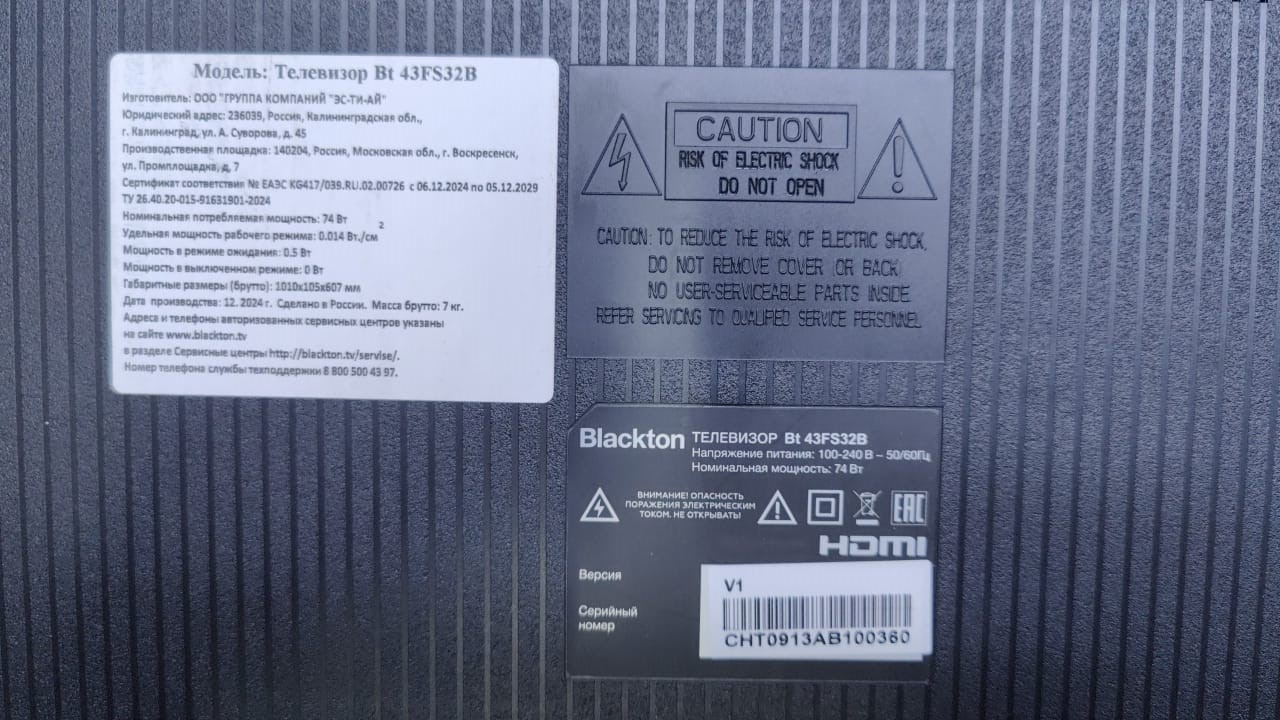 Модель: Телевизор Bt 43FS32B
Изготовитель: ООО "ГРУППА КОМПАНИЙ "ЭС-ТИ-АЙ"
Юридический адрес: 236039, Россия, Калининградская обл.,
г. Калининград, ул. А. Суворова, д. 45
Производственная площадка: 140204, Россия, Московская обл., г. Воскресенск,
ул. Промплощадка, д, 7
Сертификат соответствия № ЕАЭС KG417/039.RU.02.00726 с 06.12.2024 по 05.12.2029
ТУ 26.40.20-015-91631901-2024
Номинальная потребляемая мощность: 74 Вт
Удельная мощность рабочего режима: 0.014 Вт./см 2
Мощность в режиме ожидания: 0.5 Вт
Мощность в выключенном режиме: 0 Вт
Габаритные размеры (брутто): 1010x105x607 мм
Дата производства: 12. 2024 г. Сделано в России. Масса брутто: 7 кг.
Адреса и телефоны авторизованных сервисных центров указаны
на сайте www.blackton.tv
в разделе Сервисные центры http://blackton.tv/servise/.
Номер телефона службы техподдержки 8 800 500 43 97.
CAUTION
RISK OF ELECTRIC SHOCK
DO NOT OPEN
CAUTION: TO REDUCE THE RISK OF ELECTRIC SHOCK,
DO NOT REMOVE COVER (OR BACK)
NO USER-SERVICEABLE PARTS INSIDE.
REFER SERVICING TO QUALIFIED SERVICE PERSONNEL.
Blackton ТЕЛЕВИЗОР Bt 43FS32B
Напряжение питания: 100-240 В ~ 50/60Гц
Номинальная мощность: 74 Вт
ВНИМАНИЕ! ОПАСНОСТЬ
ПОРАЖЕНИЯ ЭЛЕКТРИЧЕСКИМ
ТОКОМ. НЕ ОТКРЫВАТЬ!
EAC
HDMI
Версия
V1
Серийный
номер
CHT0913AB100360